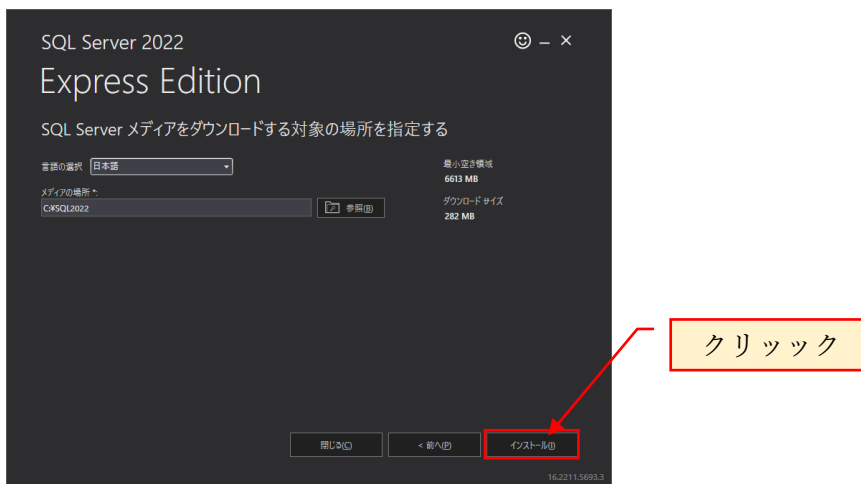 SQL Server 2022
Express Edition
SQL Server メディアをダウンロードする対象の場所を指定する
言語の選択 日本語
最小空き領域
6613 MB
メディアの場所 *:
C:¥SQL2022
参照(B)
ダウンロード サイズ
282 MB
クリッック
閉じる(C)
< 前へ(P)
インストール(I)
16.2211.5693.3